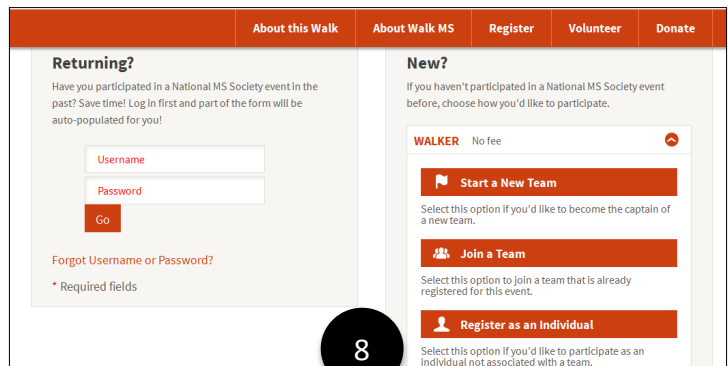 About this Walk About Walk MS Register Volunteer Donate
Returning?
Have you participated in a National MS Society event in the
past? Save time! Log in first and part of the form will be
auto-populated for you!
Username
Password
Go
Forgot Username or Password?
* Required fields
New?
If you haven't participated in a National MS Society event
before, choose how you'd like to participate.
WALKER No fee
Start a New Team
Select this option if you'd like to become the captain of
a new team.
Join a Team
Select this option to join a team that is already
registered for this event.
Register as an Individual
Select this option if you'd like to participate as an
individual not associated with a team.
8